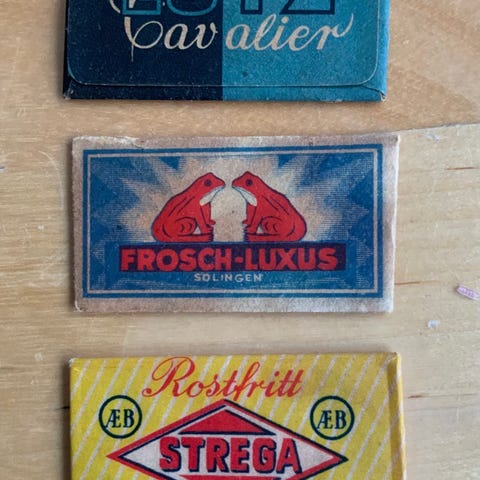 Cavalier
FROSCH-LUXUS
SOLINGEN
Rostfritt
ÆB
ÆB
STREGA